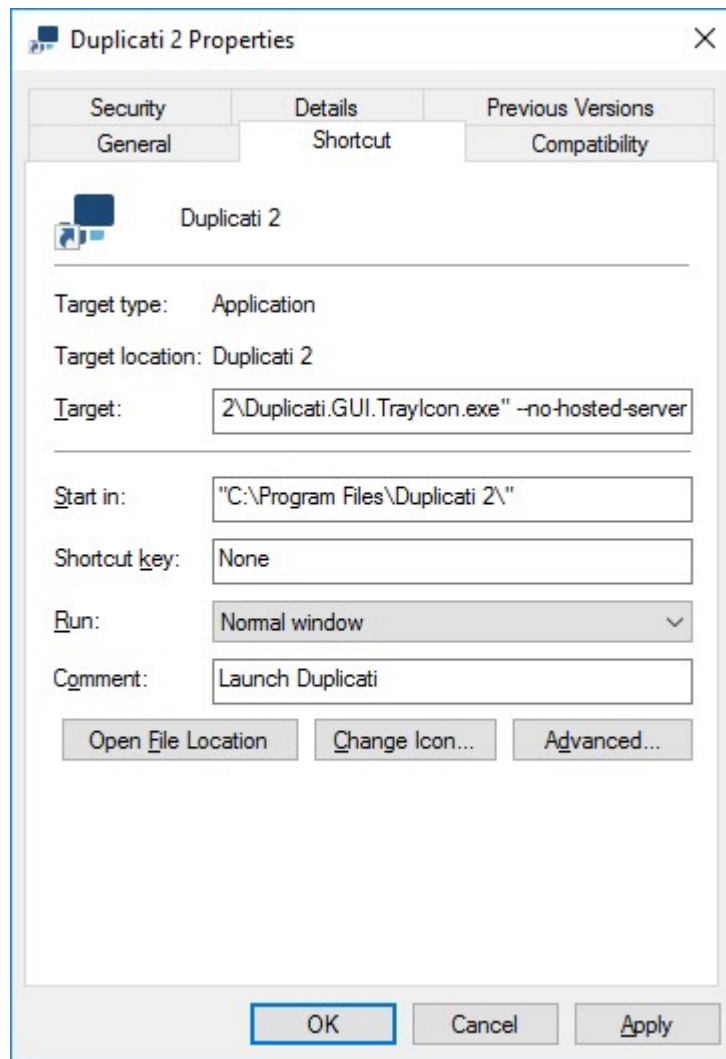 Duplicati 2 Properties
Security Details Previous Versions
General Shortcut Compatibility
Duplicati 2
Target type: Application
Target location: Duplicati 2
Target: 2\Duplicati.GUI.TrayIcon.exe" --no-hosted-server
Start in: "C:\Program Files\Duplicati 2\"
Shortcut key: None
Run: Normal window
Comment: Launch Duplicati
Open File Location Change Icon... Advanced...
OK Cancel Apply